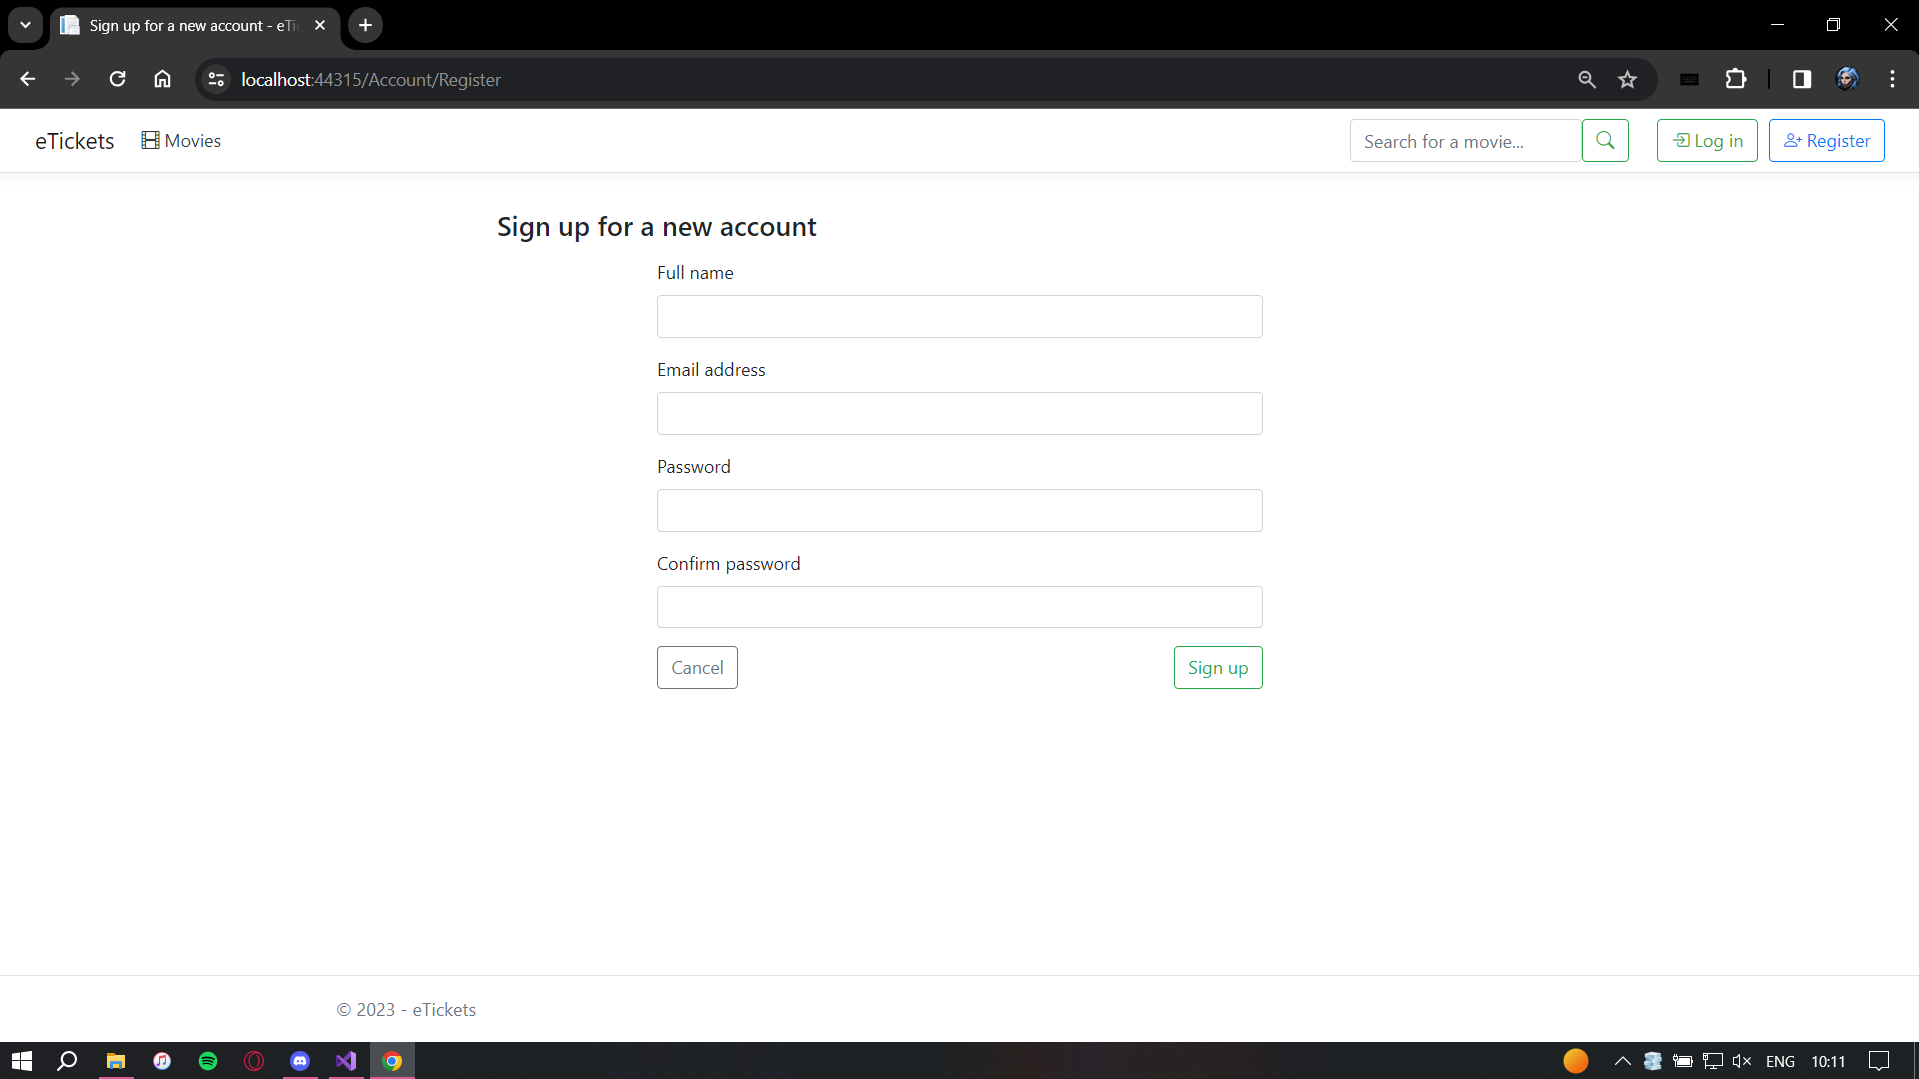 Sign up for a new account - eTi
localhost:44315/Account/Register
eTickets Movies Search for a movie... Log in Register
Sign up for a new account
Full name
Email address
Password
Confirm password
Cancel Sign up
© 2023 - eTickets
ENG 10:11